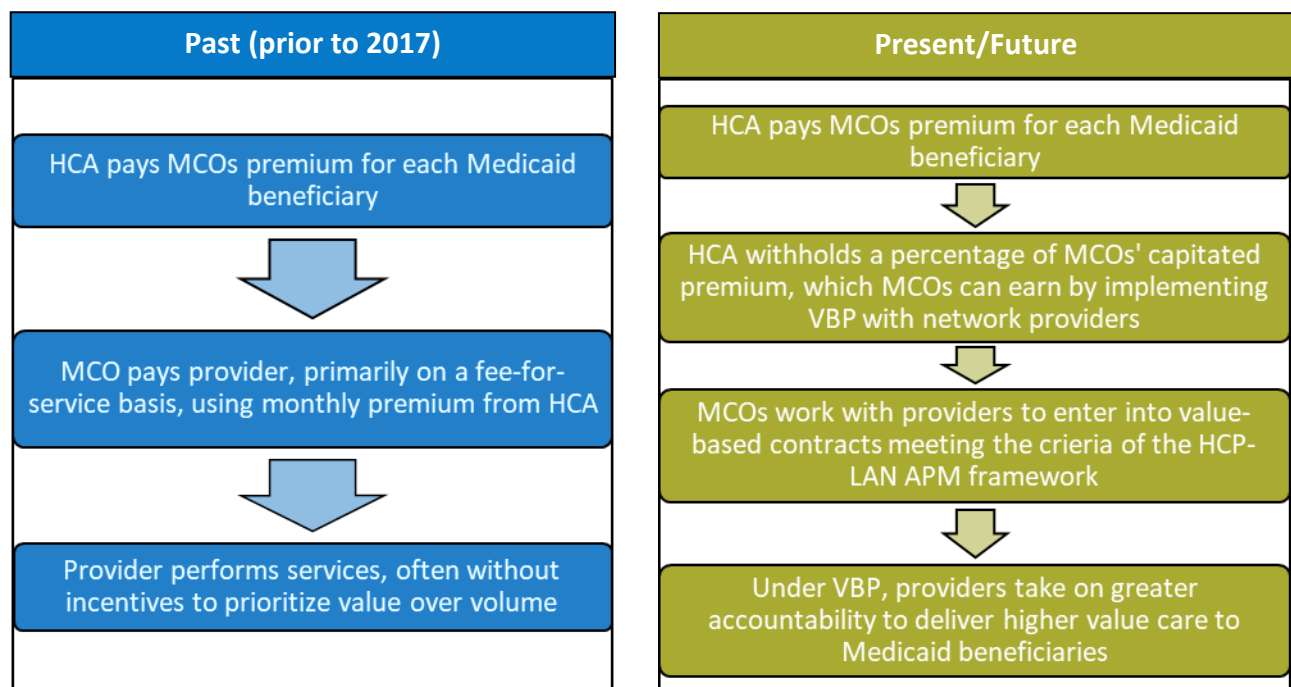 Past (prior to 2017)
HCA pays MCOs premium for each Medicaid
beneficiary
MCO pays provider, primarily on a fee-for-
service basis, using monthly premium from HCA
Provider performs services, often without
incentives to prioritize value over volume
Present/Future
HCA pays MCOs premium for each Medicaid
beneficiary
HCA withholds a percentage of MCOs' capitated
premium, which MCOs can earn by implementing
VBP with network providers
MCOs work with providers to enter into value-
based contracts meeting the crieria of the HCP-
LAN APM framework
Under VBP, providers take on greater
accountability to deliver higher value care to
Medicaid beneficiaries